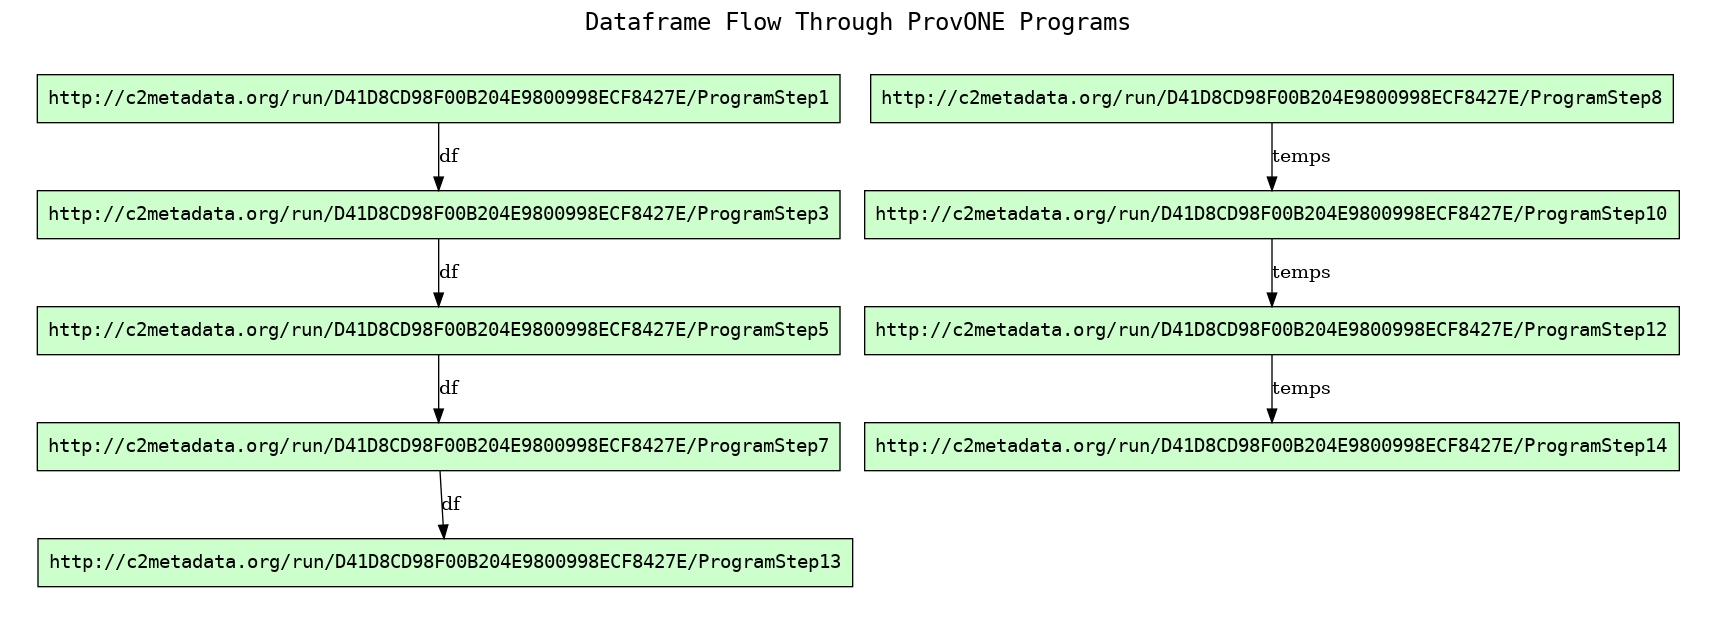 Dataframe Flow Through ProvONE Programs
http://c2metadata.org/run/D41D8CD98F00B204E9800998ECF8427E/ProgramStep1
http://c2metadata.org/run/D41D8CD98F00B204E9800998ECF8427E/ProgramStep8
df
temps
http://c2metadata.org/run/D41D8CD98F00B204E9800998ECF8427E/ProgramStep3
http://c2metadata.org/run/D41D8CD98F00B204E9800998ECF8427E/ProgramStep10
df
temps
http://c2metadata.org/run/D41D8CD98F00B204E9800998ECF8427E/ProgramStep5
http://c2metadata.org/run/D41D8CD98F00B204E9800998ECF8427E/ProgramStep12
df
temps
http://c2metadata.org/run/D41D8CD98F00B204E9800998ECF8427E/ProgramStep7
http://c2metadata.org/run/D41D8CD98F00B204E9800998ECF8427E/ProgramStep14
df
http://c2metadata.org/run/D41D8CD98F00B204E9800998ECF8427E/ProgramStep13